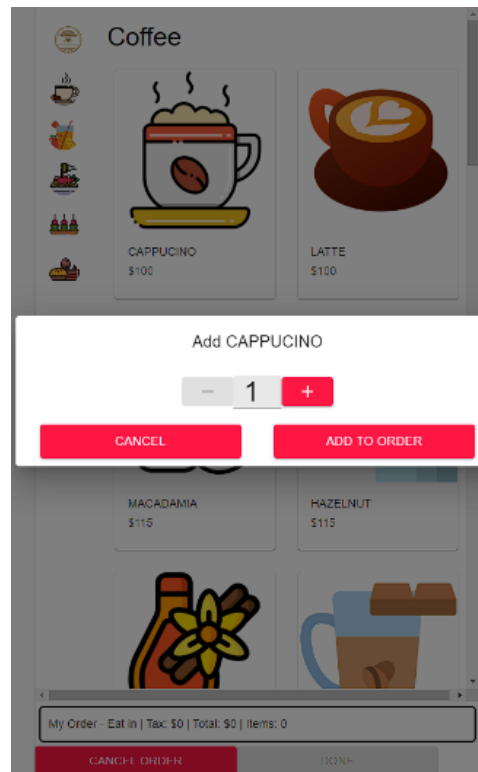 Coffee
CAPPUCINO
$100
LATTE
$100
Add CAPPUCINO
− 1 +
CANCEL
ADD TO ORDER
MACADAMIA
$115
HAZELNUT
$115
My Order - Eat in | Tax: $0 | Total: $0 | Items: 0
CANCEL ORDER
DONE